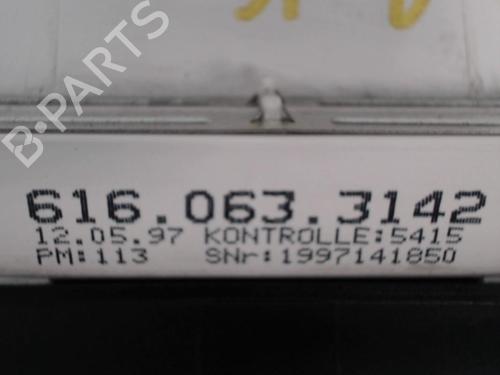 B-PARTS
616.063.3142
12.05.97 KONTROLLE:5415
PM:113 SNr:1997141850